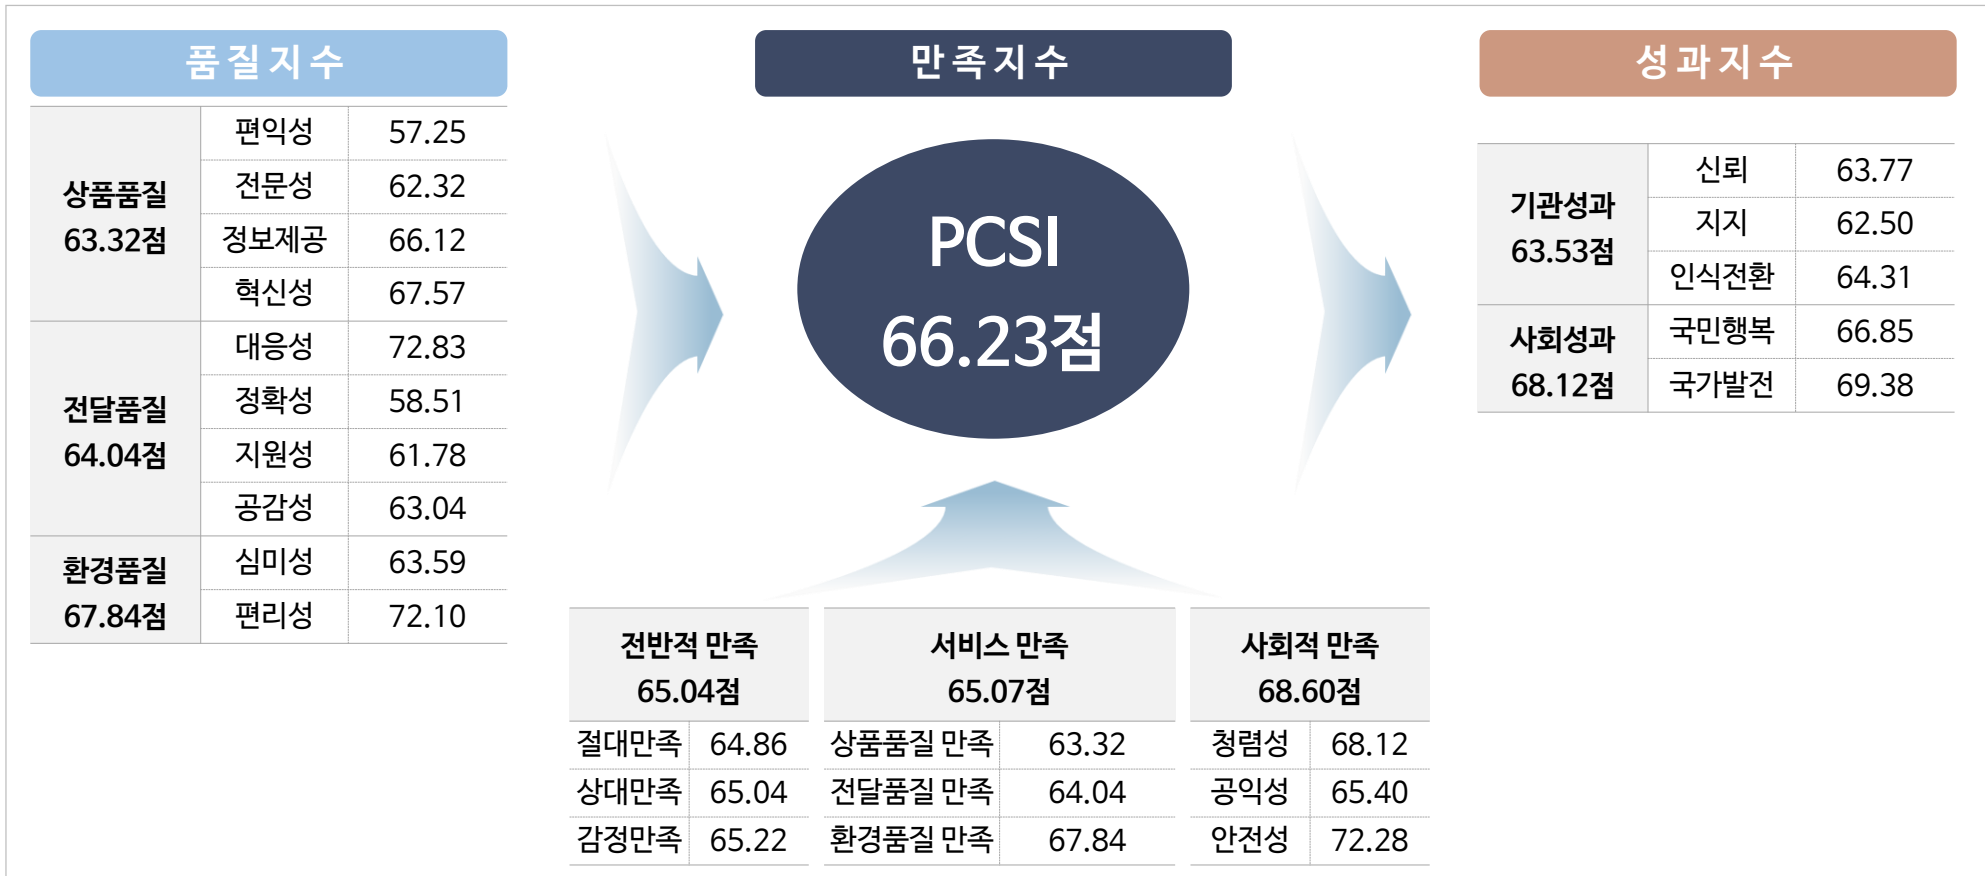 품질지수
상품품질
63.32점
편익성 57.25
전문성 62.32
정보제공 66.12
혁신성 67.57
전달품질
64.04점
대응성 72.83
정확성 58.51
지원성 61.78
공감성 63.04
환경품질
67.84점
심미성 63.59
편리성 72.10
만족지수
PCSI
66.23점
전반적 만족
65.04점
절대만족 64.86
상대만족 65.04
감정만족 65.22
서비스 만족
65.07점
상품품질 만족 63.32
전달품질 만족 64.04
환경품질 만족 67.84
사회적 만족
68.60점
청렴성 68.12
공익성 65.40
안전성 72.28
성과지수
기관성과
63.53점
신뢰 63.77
지지 62.50
인식전환 64.31
사회성과
68.12점
국민행복 66.85
국가발전 69.38